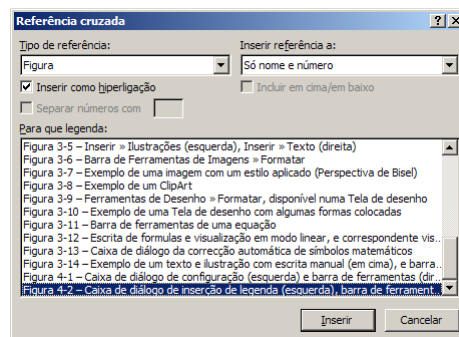 Referência cruzada
Tipo de referência: Inserir referência a:
Figura Só nome e número
Inserir como hiperligação Incluir em cima/em baixo
Separar números com
Para que legenda:
Figura 3-5 – Inserir » Ilustrações (esquerda), Inserir » Texto (direita)
Figura 3-6 – Barra de Ferramentas de Imagens » Formatar
Figura 3-7 – Exemplo de uma imagem com um estilo aplicado (Perspectiva de Bisel)
Figura 3-8 – Exemplo de um ClipArt
Figura 3-9 – Ferramentas de Desenho » Formatar, disponível numa Tela de desenho
Figura 3-10 – Exemplo de uma Tela de desenho com algumas formas colocadas
Figura 3-11 – Barra de ferramentas de uma equação
Figura 3-12 – Escrita de formulas e visualização em modo linear, e correspondente vis...
Figura 3-13 – Caixa de diálogo da correcção automática de símbolos matemáticos
Figura 3-14 – Exemplo de um texto e ilustração com escrita manual (em cima), e barra...
Figura 4-1 – Caixa de diálogo de configuração (esquerda) e barra de ferramentas (dir...
Figura 4-2 – Caixa de diálogo de inserção de legenda (esquerda), barra de ferrament...
Inserir Cancelar